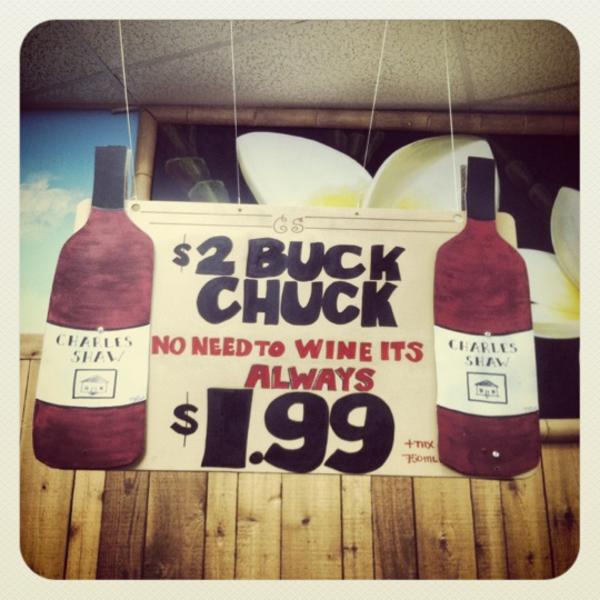 CS
$2 BUCK
CHUCK
NO NEED TO WINE ITS
ALWAYS
$1.99
+TAX
750ML
CHARLES
SHAW
CHARLES
SHAW